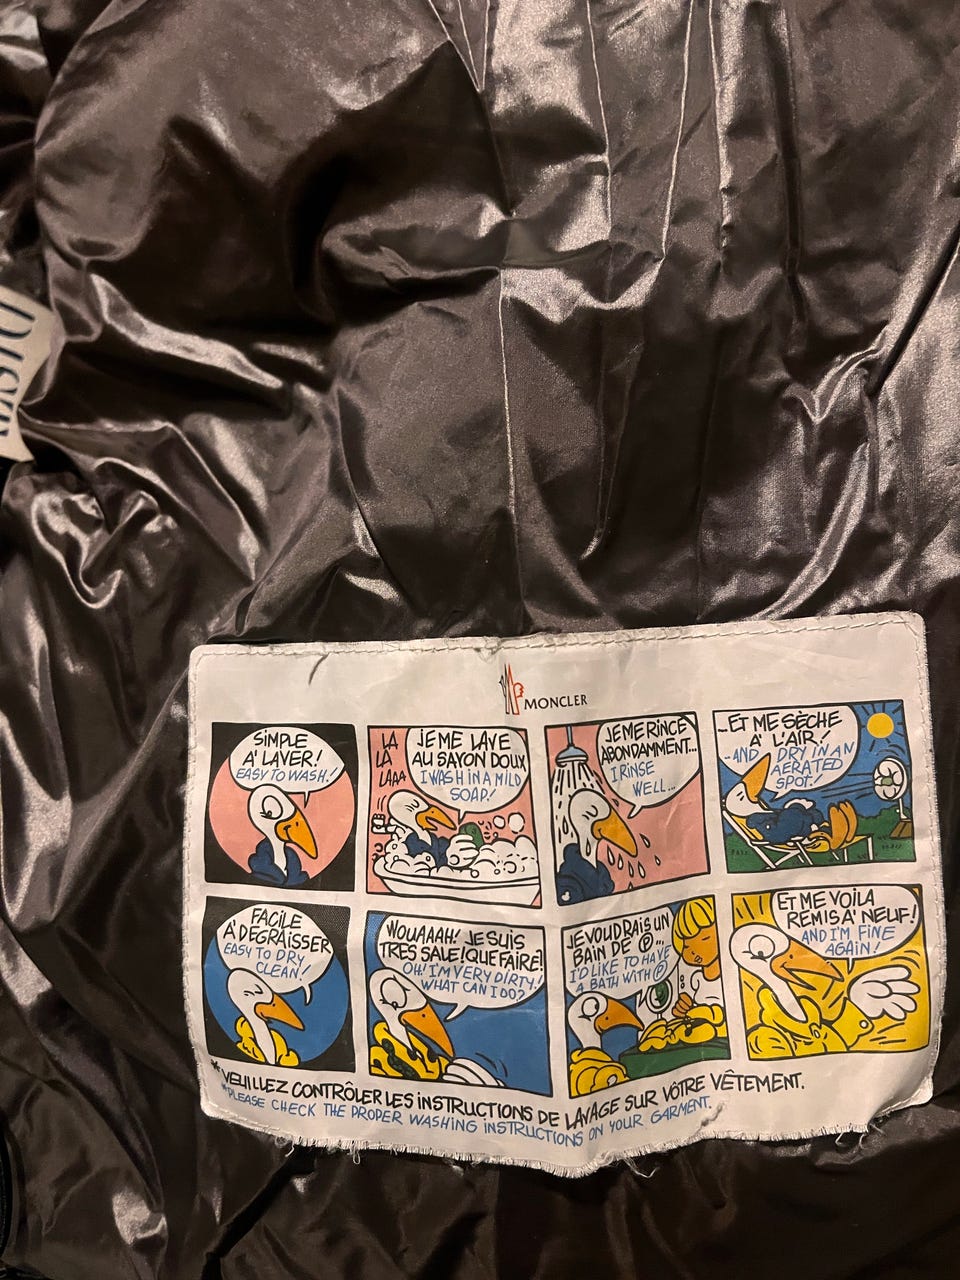 MONCLER
SIMPLE
A' LAVER!
EASY TO WASH!
LA
LA
LAAA
JE ME LAVE
AU SAVON DOUX
I WASH IN A MILD
SOAP!
JE ME RINCE
ABONDAMMENT...
I RINSE
WELL...
...ET ME SÈCHE
A' L'AIR!
...AND DRY IN AN
AERATED
SPOT!
FACILE
A' DEGRAISSER
EASY TO DRY
CLEAN!
WOUAAAH! JE SUIS
TRES SALE! QUE FAIRE!
OH! I'M VERY DIRTY!
WHAT CAN I DO?
JE VOUDRAIS UN
BAIN DE Ⓟ...
I'D LIKE TO HAVE
A BATH WITH Ⓟ
ET ME VOILA
REMIS A' NEUF!
AND I'M FINE
AGAIN!
*VEUILLEZ CONTRÔLER LES INSTRUCTIONS DE LAVAGE SUR VÔTRE VÊTEMENT.
*PLEASE CHECK THE PROPER WASHING INSTRUCTIONS ON YOUR GARMENT.